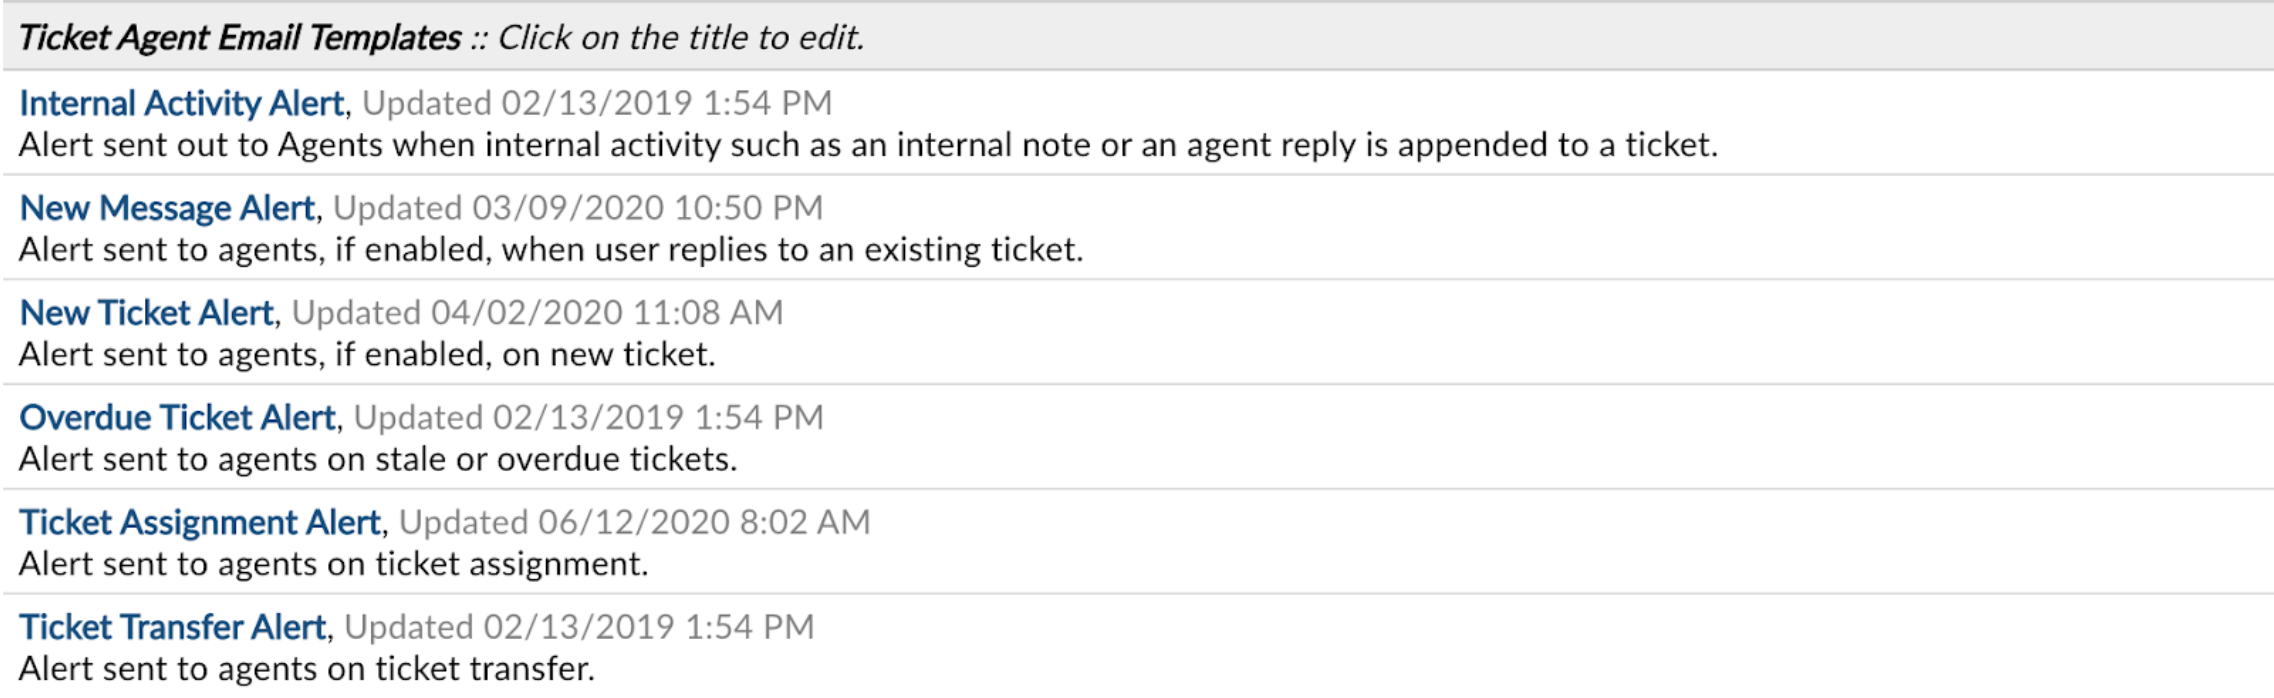 Ticket Agent Email Templates :: Click on the title to edit.
Internal Activity Alert, Updated 02/13/2019 1:54 PM
Alert sent out to Agents when internal activity such as an internal note or an agent reply is appended to a ticket.
New Message Alert, Updated 03/09/2020 10:50 PM
Alert sent to agents, if enabled, when user replies to an existing ticket.
New Ticket Alert, Updated 04/02/2020 11:08 AM
Alert sent to agents, if enabled, on new ticket.
Overdue Ticket Alert, Updated 02/13/2019 1:54 PM
Alert sent to agents on stale or overdue tickets.
Ticket Assignment Alert, Updated 06/12/2020 8:02 AM
Alert sent to agents on ticket assignment.
Ticket Transfer Alert, Updated 02/13/2019 1:54 PM
Alert sent to agents on ticket transfer.